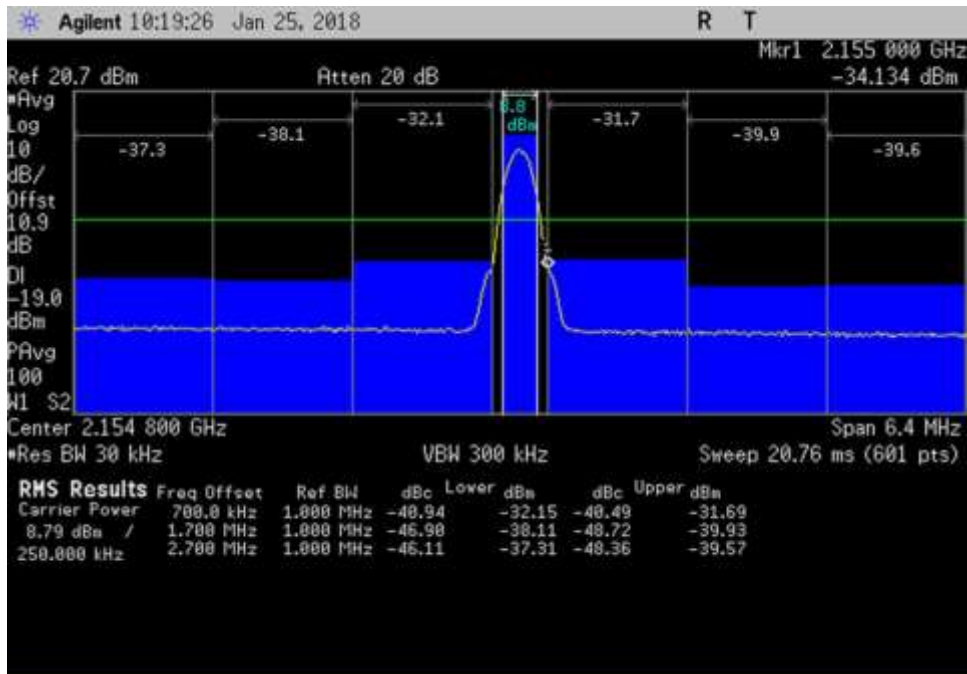 Agilent 10:19:26 Jan 25, 2018 R T
Mkr1 2.155 000 GHz
Ref 20.7 dBm Atten 20 dB -34.134 dBm
#Avg
Log
10
dB/
Offst
10.9
dB
DI
-19.0
dBm
PAvg
100
W1 S2
-37.3 -38.1 -32.1 8.8 dBm -31.7 -39.9 -39.6
Center 2.154 800 GHz Span 6.4 MHz
#Res BW 30 kHz VBW 300 kHz Sweep 20.76 ms (601 pts)
RMS Results Freq Offset Ref BW dBc Lower dBm dBc Upper dBm
Carrier Power 700.0 kHz 1.000 MHz -40.94 -32.15 -40.49 -31.69
8.79 dBm / 1.700 MHz 1.000 MHz -46.90 -38.11 -48.72 -39.93
250.000 kHz 2.700 MHz 1.000 MHz -46.11 -37.31 -48.36 -39.57